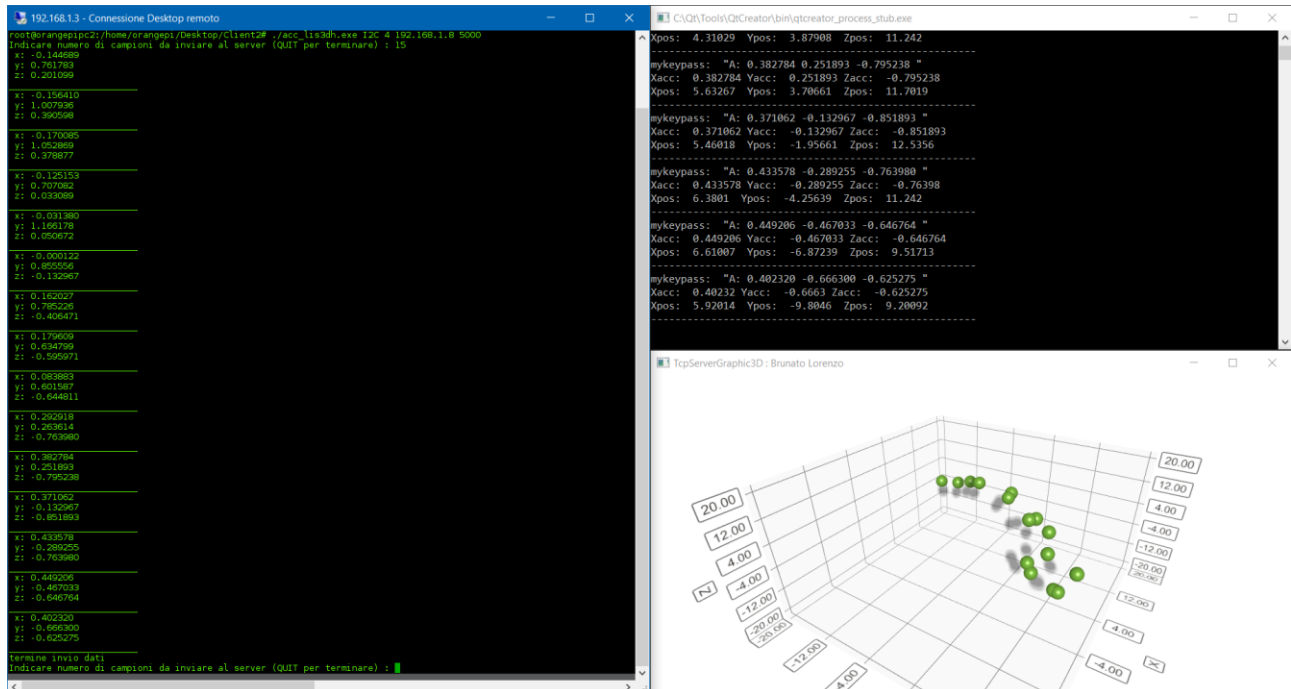 192.168.1.3 - Connessione Desktop remoto
root@orangepipc2:/home/orangepi/Desktop/Client2# ./acc_lis3dh.exe I2C 4 192.168.1.8 5000
Indicare numero di campioni da inviare al server (QUIT per terminare) : 15
x: -0.144689
y: 0.761783
z: 0.201099
x: -0.156410
y: 1.007936
z: 0.390598
x: -0.170085
y: 1.052869
z: 0.378877
x: -0.125153
y: 0.707082
z: 0.033089
x: -0.031380
y: 1.166178
z: 0.050672
x: -0.000122
y: 0.855556
z: -0.132967
x: 0.162027
y: 0.785226
z: -0.406471
x: 0.179609
y: 0.634799
z: -0.595971
x: 0.083883
y: 0.601587
z: -0.644811
x: 0.292918
y: 0.263614
z: -0.763980
x: 0.382784
y: 0.251893
z: -0.795238
x: 0.371062
y: -0.132967
z: -0.851893
x: 0.433578
y: -0.289255
z: -0.763980
x: 0.449206
y: -0.467033
z: -0.646764
x: 0.402320
y: -0.666300
z: -0.625275
termine invio dati
Indicare numero di campioni da inviare al server (QUIT per terminare) :
C:\Qt\Tools\QtCreator\bin\qtcreator_process_stub.exe
Xpos: 4.31029 Ypos: 3.87908 Zpos: 11.242
------------------------------------------------
mykeypass: "A: 0.382784 0.251893 -0.795238 "
Xacc: 0.382784 Yacc: 0.251893 Zacc: -0.795238
Xpos: 5.63267 Ypos: 3.70661 Zpos: 11.7019
------------------------------------------------
mykeypass: "A: 0.371062 -0.132967 -0.851893 "
Xacc: 0.371062 Yacc: -0.132967 Zacc: -0.851893
Xpos: 5.46018 Ypos: -1.95661 Zpos: 12.5356
------------------------------------------------
mykeypass: "A: 0.433578 -0.289255 -0.763980 "
Xacc: 0.433578 Yacc: -0.289255 Zacc: -0.76398
Xpos: 6.3801 Ypos: -4.25639 Zpos: 11.242
------------------------------------------------
mykeypass: "A: 0.449206 -0.467033 -0.646764 "
Xacc: 0.449206 Yacc: -0.467033 Zacc: -0.646764
Xpos: 6.61007 Ypos: -6.87239 Zpos: 9.51713
------------------------------------------------
mykeypass: "A: 0.402320 -0.666300 -0.625275 "
Xacc: 0.40232 Yacc: -0.6663 Zacc: -0.625275
Xpos: 5.92014 Ypos: -9.8046 Zpos: 9.20092
------------------------------------------------
TcpServerGraphic3D : Brunato Lorenzo
20.00
12.00
4.00
-4.00
-12.00
-20.00
-20.00
Z
-12.00
-4.00
20.00
12.00
4.00
-4.00
-12.00
-20.00
20.00
12.00
4.00
-4.00
X